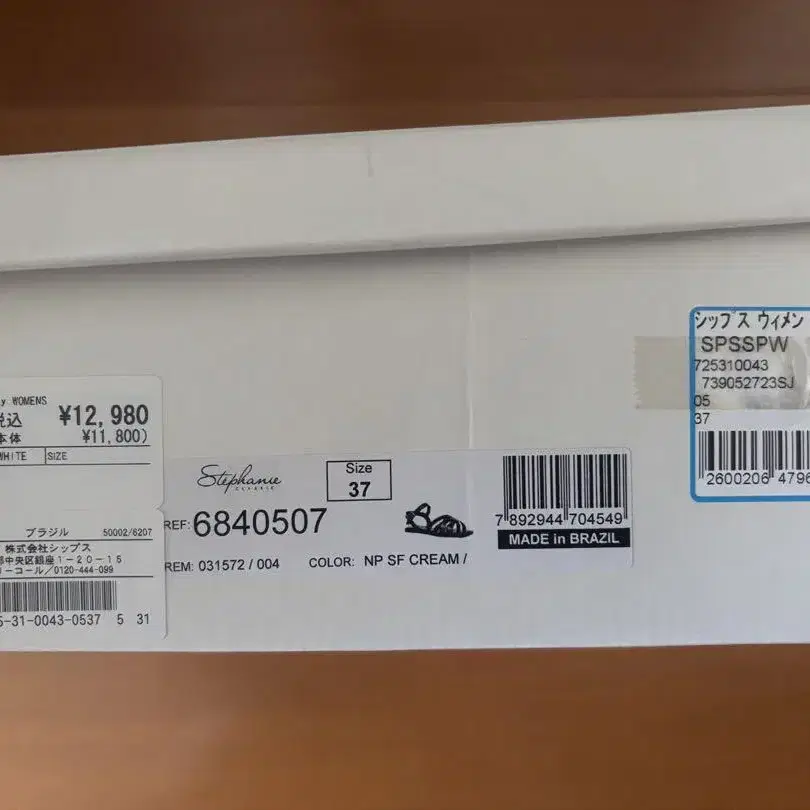 y WOMENS
税込 ¥12,980
本体 ¥11,800)
WHITE SIZE
ブラジル 50002/6207
株式会社シップス
都中央区銀座1-20-15
リーコール/0120-444-099
5-31-0043-0537 5 31
Stephanie
CLASSIC
Size
37
REF: 6840507
REM: 031572 / 004 COLOR: NP SF CREAM /
7 892944 704549
MADE in BRAZIL
シップス ウィメン
SPSSPW
725310043
739052723SJ
05
37
2600206 4796